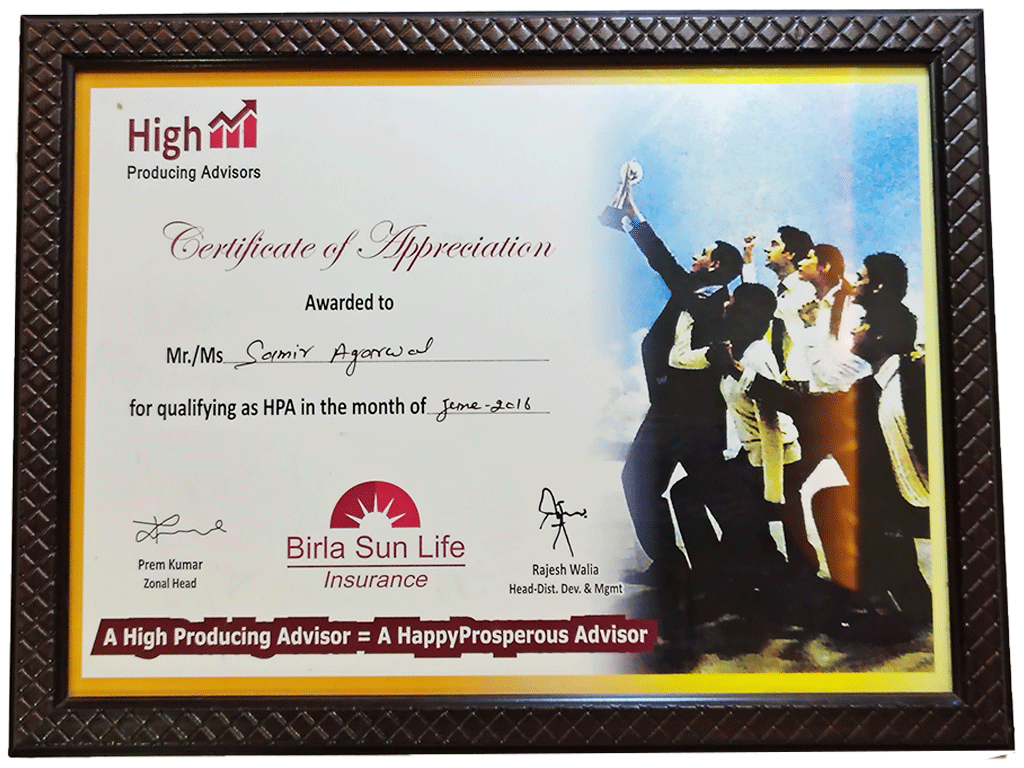 High
Producing Advisors
Certificate of Appreciation
Awarded to
Mr./Ms Samir Agarwal
for qualifying as HPA in the month of June-2016
Prem Kumar
Zonal Head
Birla Sun Life
Insurance
Rajesh Walia
Head-Dist. Dev. & Mgmt
A High Producing Advisor = A HappyProsperous Advisor